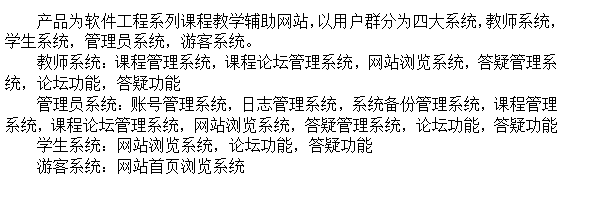 产品为软件工程系列课程教学辅助网站，以用户群分为四大系统，教师系统，
学生系统，管理员系统，游客系统。
教师系统：课程管理系统，课程论坛管理系统，网站浏览系统，答疑管理系
统，论坛功能，答疑功能
管理员系统：账号管理系统，日志管理系统，系统备份管理系统，课程管理
系统，课程论坛管理系统，网站浏览系统，答疑管理系统，论坛功能，答疑功能
学生系统：网站浏览系统，论坛功能，答疑功能
游客系统：网站首页浏览系统